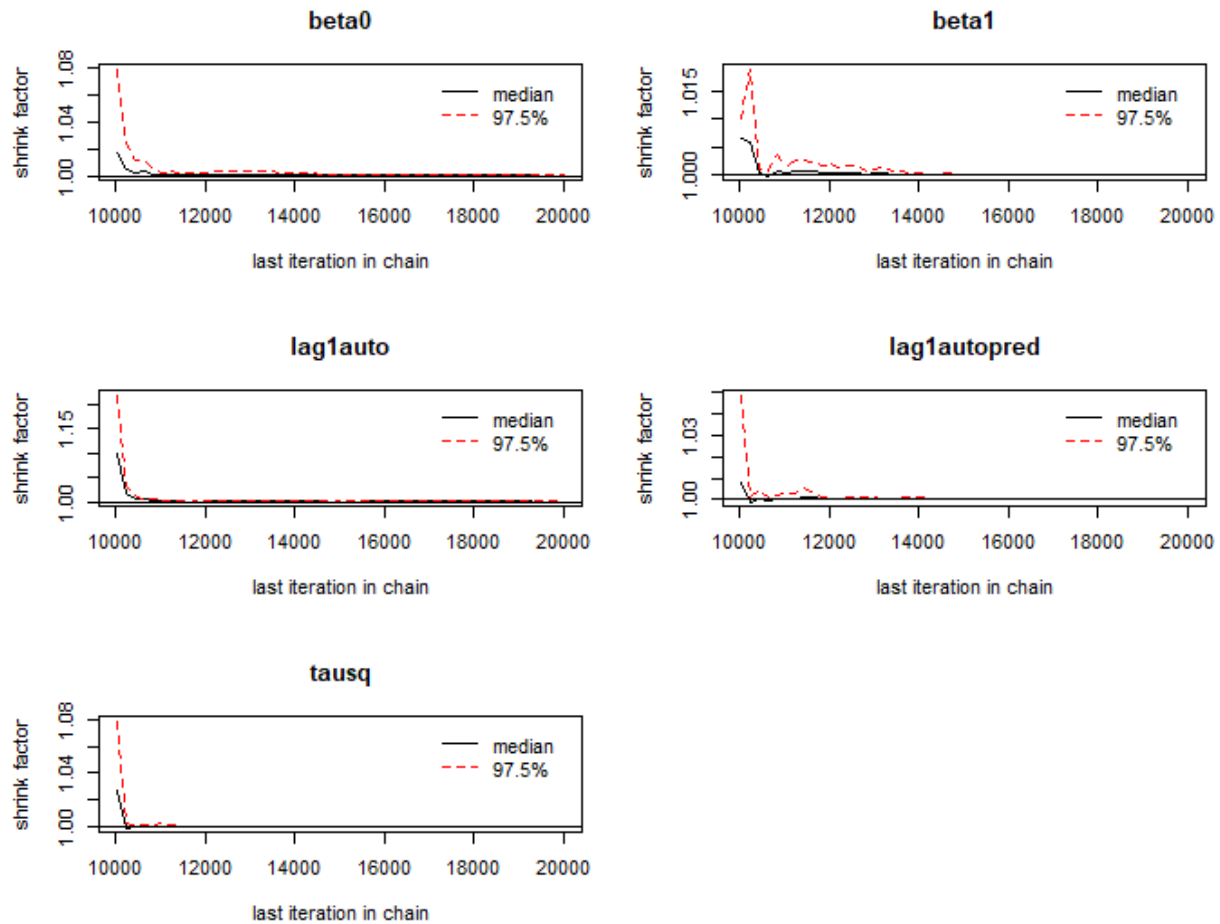 beta0
shrink factor
1.00 1.04 1.08
median
97.5%
10000 12000 14000 16000 18000 20000
last iteration in chain
beta1
shrink factor
1.000 1.015
median
97.5%
10000 12000 14000 16000 18000 20000
last iteration in chain
lag1auto
shrink factor
1.00 1.15
median
97.5%
10000 12000 14000 16000 18000 20000
last iteration in chain
lag1autopred
shrink factor
1.00 1.03
median
97.5%
10000 12000 14000 16000 18000 20000
last iteration in chain
tausq
shrink factor
1.00 1.04 1.08
median
97.5%
10000 12000 14000 16000 18000 20000
last iteration in chain